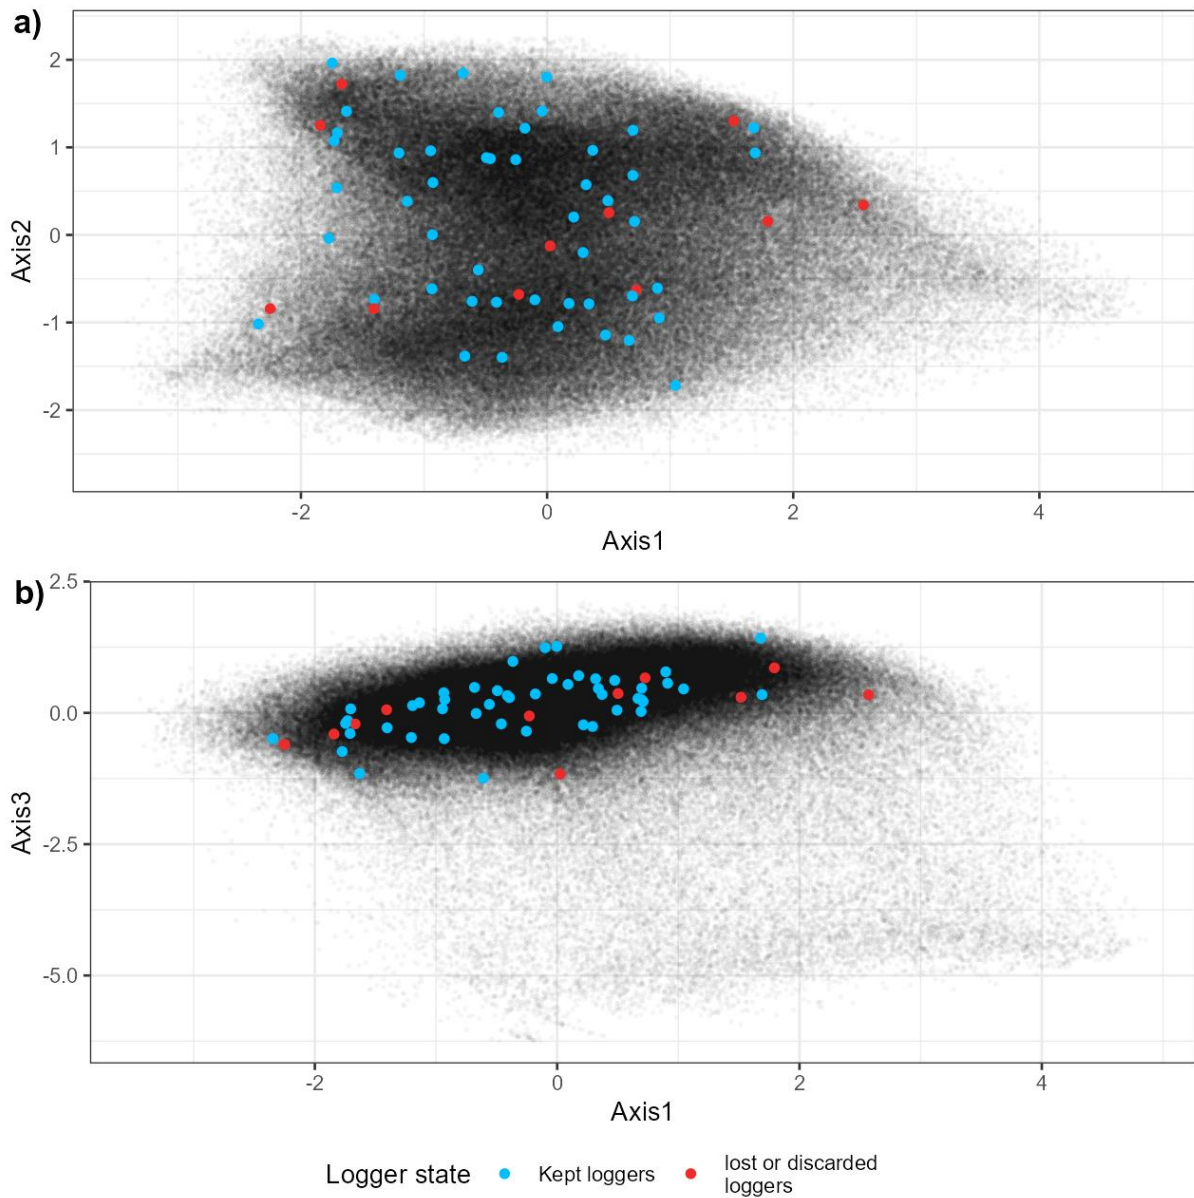 a)
2
1
0
-1
-2
Axis2
-2 0 2 4
Axis1
b)
2.5
0.0
-2.5
-5.0
Axis3
-2 0 2 4
Axis1
Logger state Kept loggers lost or discarded
loggers